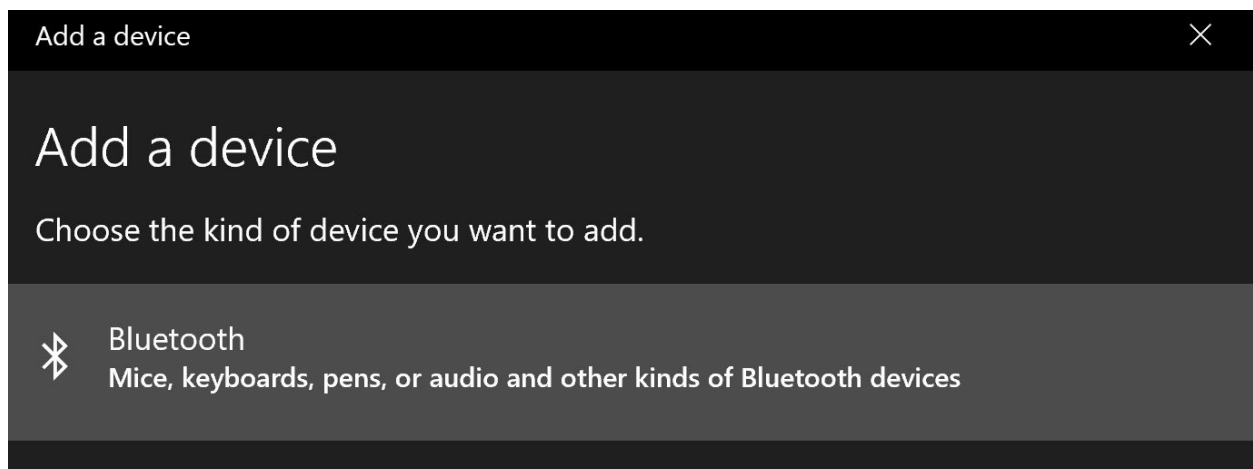 Add a device
Add a device
Choose the kind of device you want to add.
Bluetooth
Mice, keyboards, pens, or audio and other kinds of Bluetooth devices